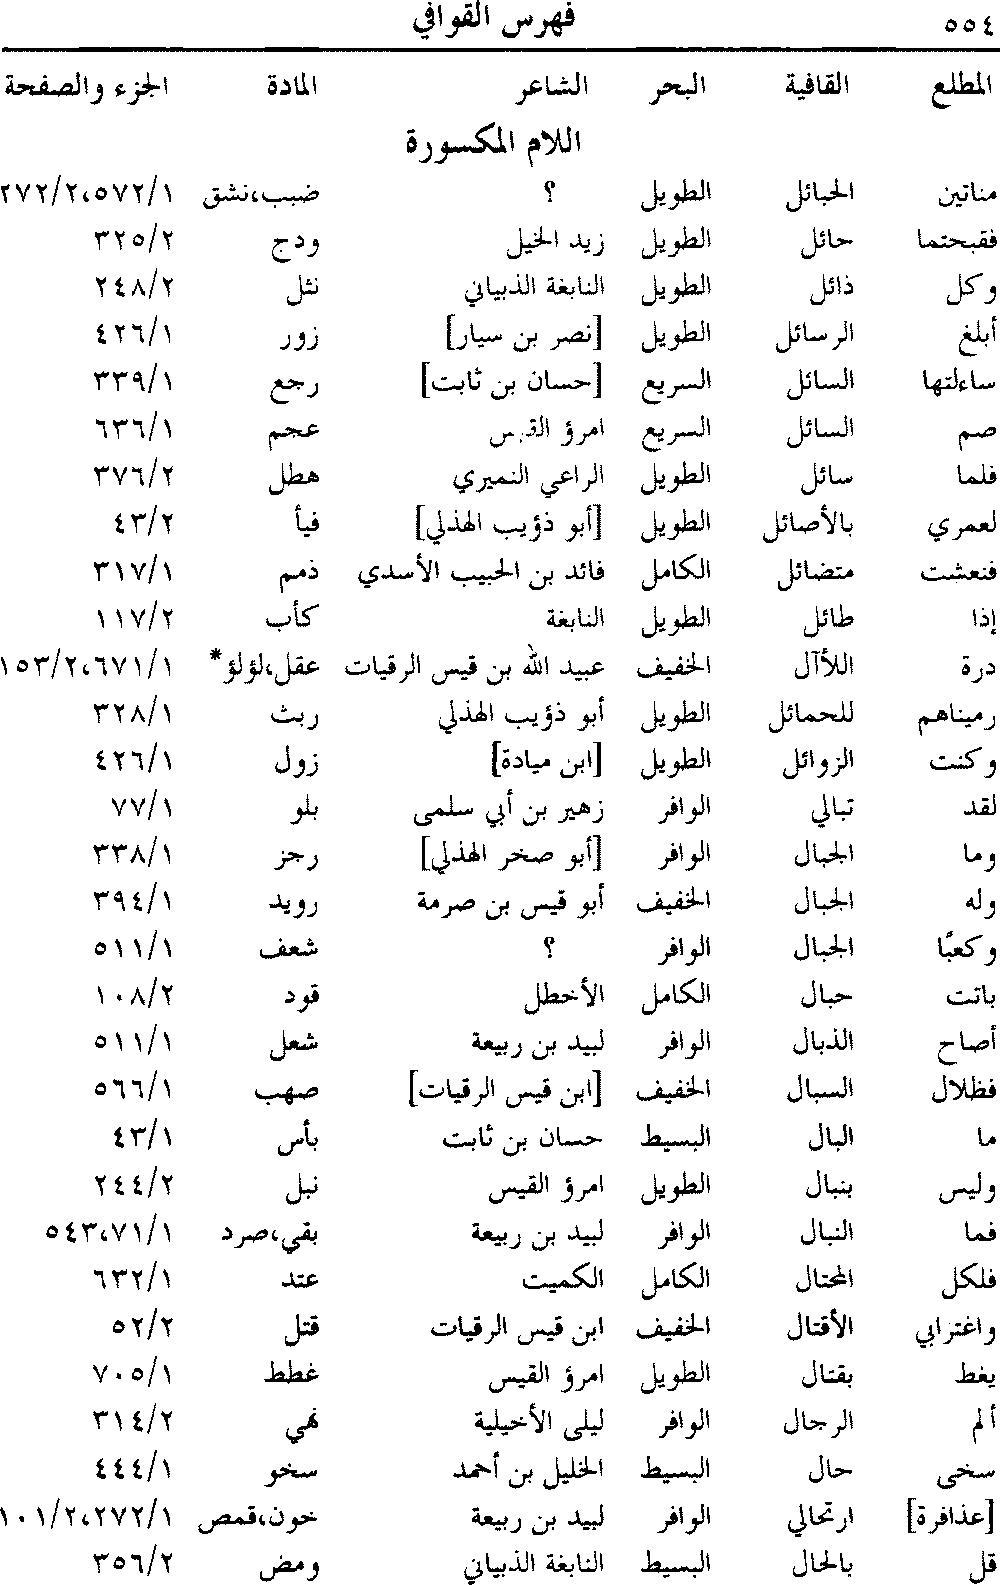 ٥٥٤ فهرس القوافي
المطلع القافية البحر الشاعر المادة الجزء والصفحة
اللام المكسورة
مناتين الحبائل الطويل ؟ ضبب،نشق ٥٧٢/١، ٢٧٢/٢
فقبحتما حائل الطويل زيد الخيل ودج ٣٢٥/٢
وكل ذائل الطويل النابغة الذبياني نثل ٢٤٨/٢
أبلغ الرسائل الطويل [نصر بن سيار] زور ٤٢٦/١
ساءلتها السائل السريع [حسان بن ثابت] رجع ٣٣٩/١
صم السائل السريع امرؤ القيس عجم ٦٣٦/١
فلما سائل الطويل الراعي النميري هطل ٣٧٦/٢
لعمري بالأصائل الطويل [أبو ذؤيب الهذلي] فيأ ٤٣/٢
فنعشت متضائل الكامل فائد بن الحبيب الأسدي ذمم ٣١٧/١
إذا طائل الطويل النابغة كأب ١١٧/٢
درة اللاآل الخفيف عبيد الله بن قيس الرقيات عقل،لؤلؤ* ٦٧١/١، ١٥٣/٢
رميناهم للحمائل الطويل أبو ذؤيب الهذلي ربث ٣٢٨/١
وكنت الزوائل الطويل [ابن ميادة] زول ٤٢٦/١
لقد تبالي الوافر زهير بن أبي سلمى بلو ٧٧/١
وما الجبال الوافر [أبو صخر الهذلي] رجز ٣٣٨/١
وله الجبال الخفيف أبو قيس بن صرمة رويد ٣٩٤/١
وكعبًا الجبال الوافر ؟ شعف ٥١١/١
باتت حبال الكامل الأخطل قود ١٠٨/٢
أصاح الذبال الوافر لبيد بن ربيعة شعل ٥١١/١
فظلال السبال الخفيف [ابن قيس الرقيات] صهب ٥٦٦/١
ما البال البسيط حسان بن ثابت بأس ٤٣/١
وليس بنبال الطويل امرؤ القيس نبل ٢٤٤/٢
فما النبال الوافر لبيد بن ربيعة بقي،صرد ٥٤٣،٧١/١
فلكل المحتال الكامل الكميت عتد ٦٣٢/١
واغترابي الأقتال الخفيف ابن قيس الرقيات قتل ٥٢/٢
يغط بقتال الطويل امرؤ القيس غطط ٧٠٥/١
ألم الرجال الوافر ليلى الأخيلية نهي ٣١٤/٢
سخى حال البسيط الخليل بن أحمد سخو ٤٤٤/١
[عذافرة] ارتحالي الوافر لبيد بن ربيعة خون،قمص ٢٧٢/١، ١٠١/٢
قل بالحال البسيط النابغة الذبياني ومض ٣٥٦/٢